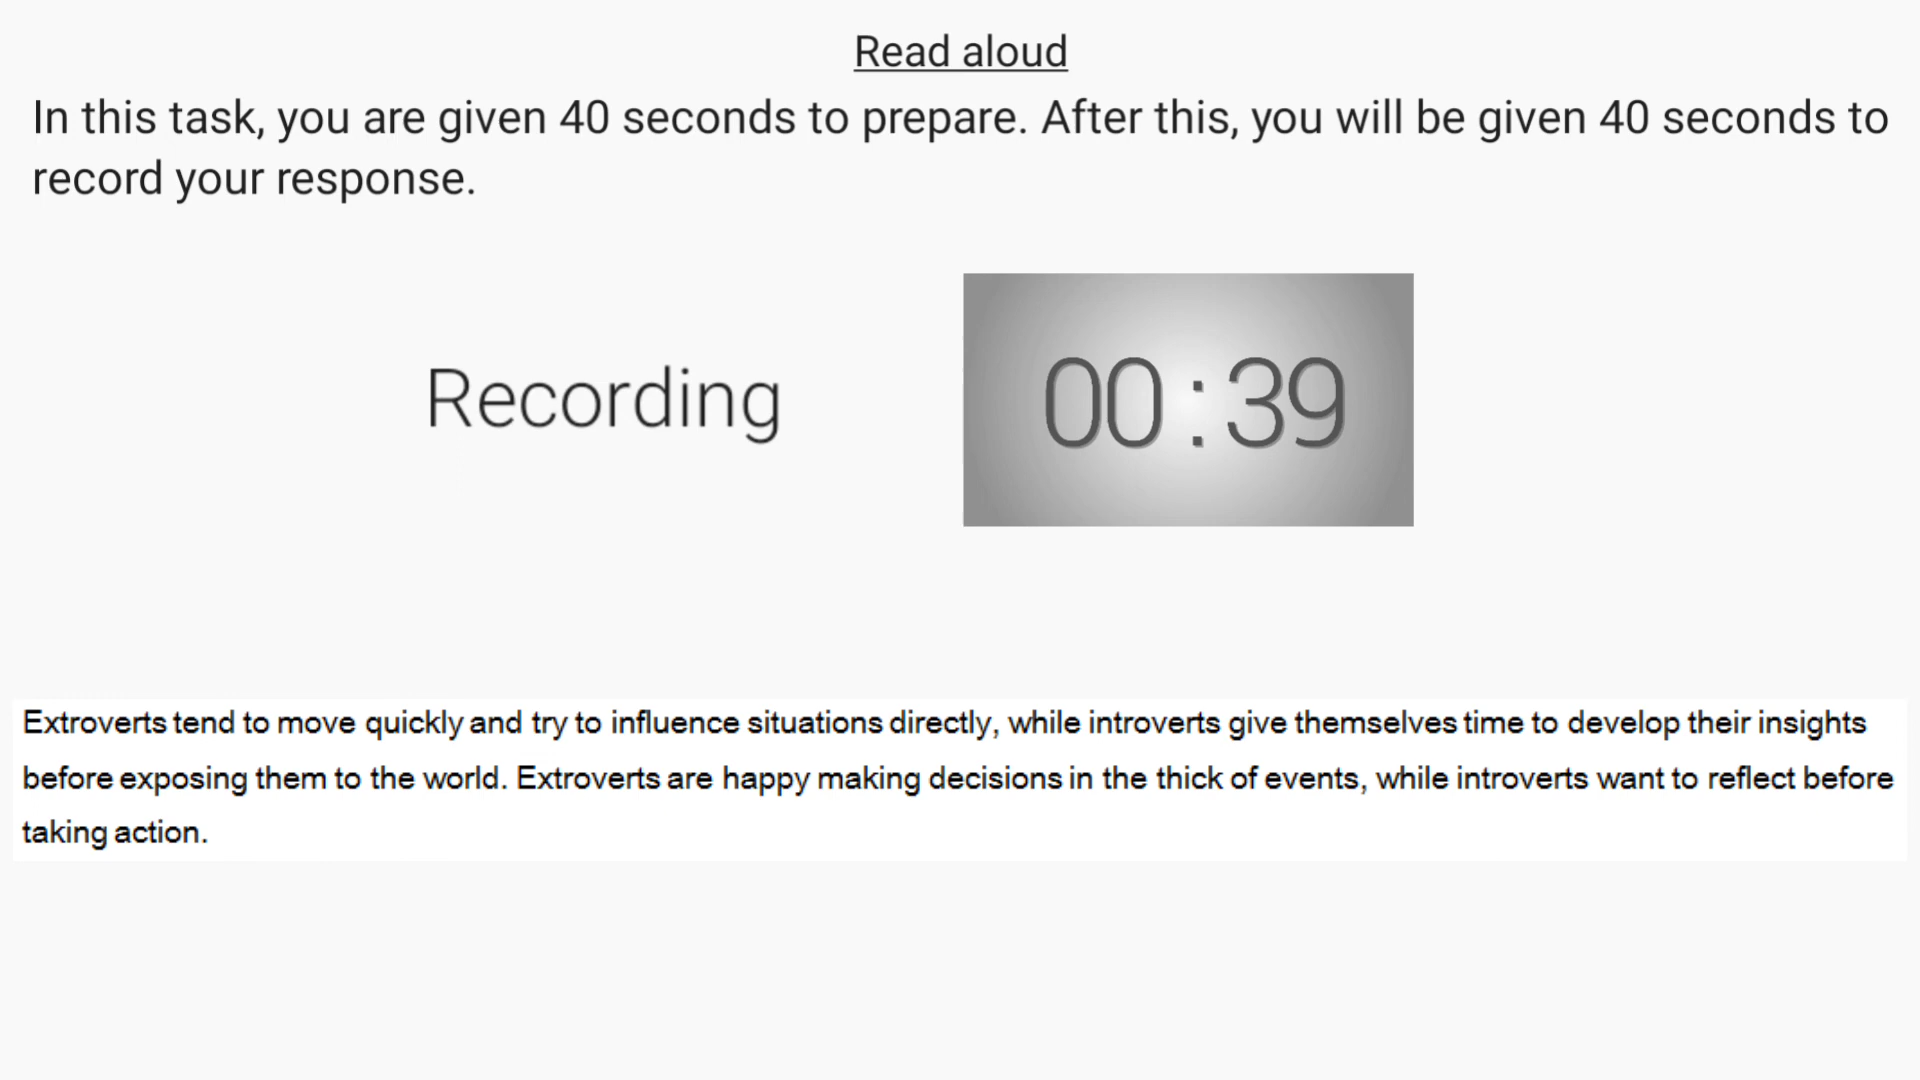 Read aloud
In this task, you are given 40 seconds to prepare. After this, you will be given 40 seconds to
record your response.
Recording
00:39
Extroverts tend to move quickly and try to influence situations directly, while introverts give themselves time to develop their insights
before exposing them to the world. Extroverts are happy making decisions in the thick of events, while introverts want to reflect before
taking action.